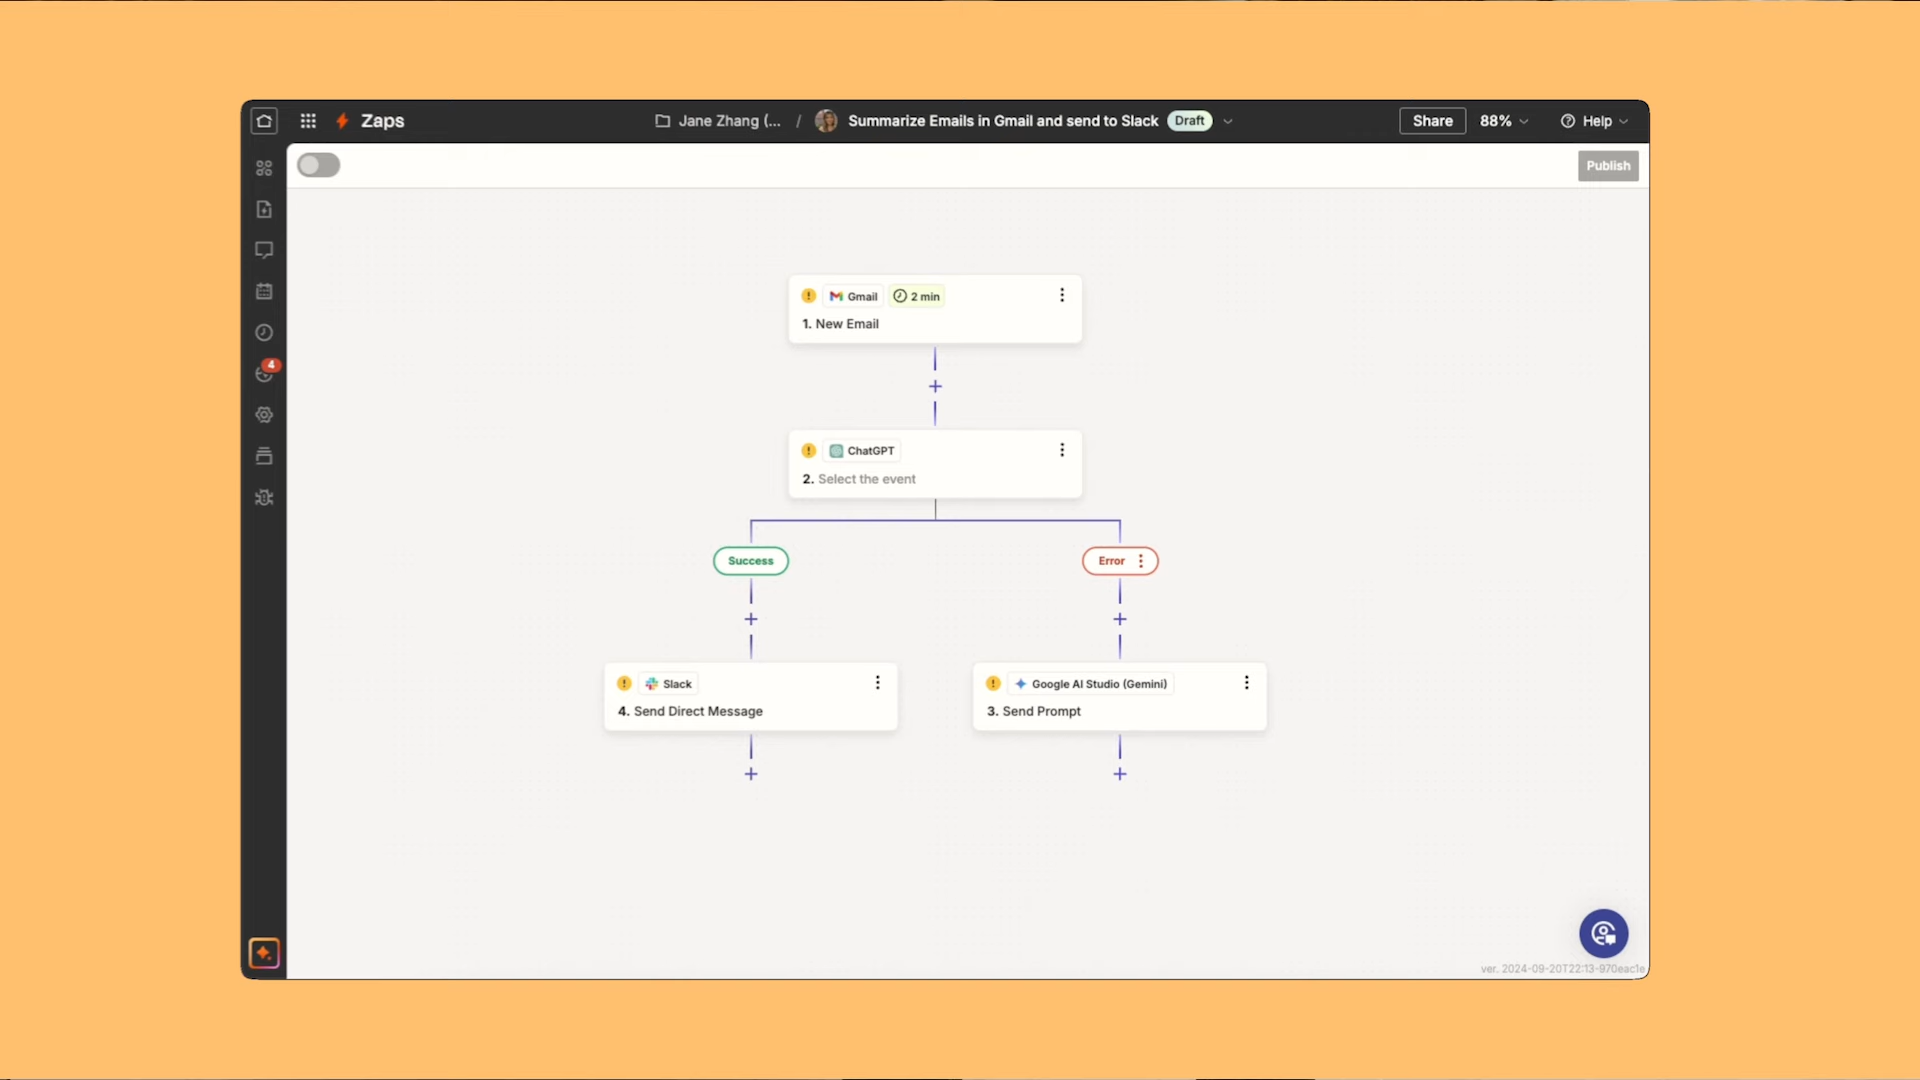 Zaps
Jane Zhang (... / Summarize Emails in Gmail and send to Slack Draft
Share 88% Help
Publish
4
Gmail 2 min
1. New Email
ChatGPT
2. Select the event
Success
Error
Slack
4. Send Direct Message
Google AI Studio (Gemini)
3. Send Prompt
ver. 2024-09-20T22:13-970eac1e